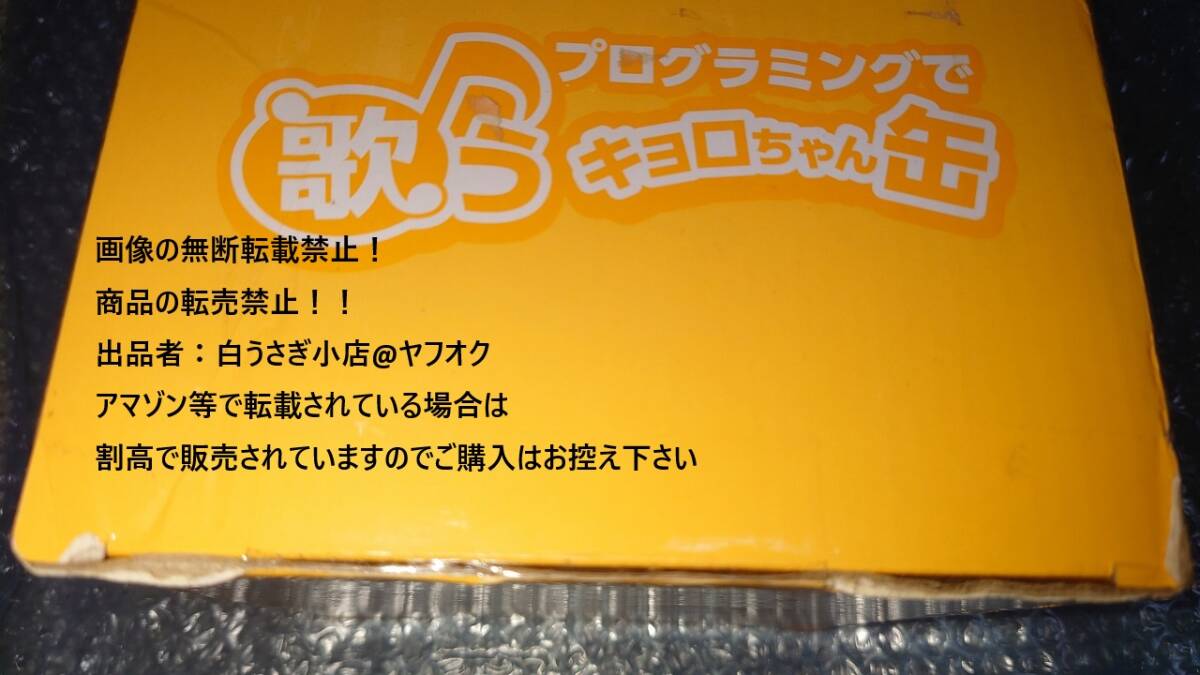 プログラミングで
歌う
キョロちゃん缶
画像の無断転載禁止!
商品の転売禁止!!
出品者:白うさぎ小店@ヤフオク
アマゾン等で転載されている場合は
割高で販売されていますのでご購入はお控え下さい